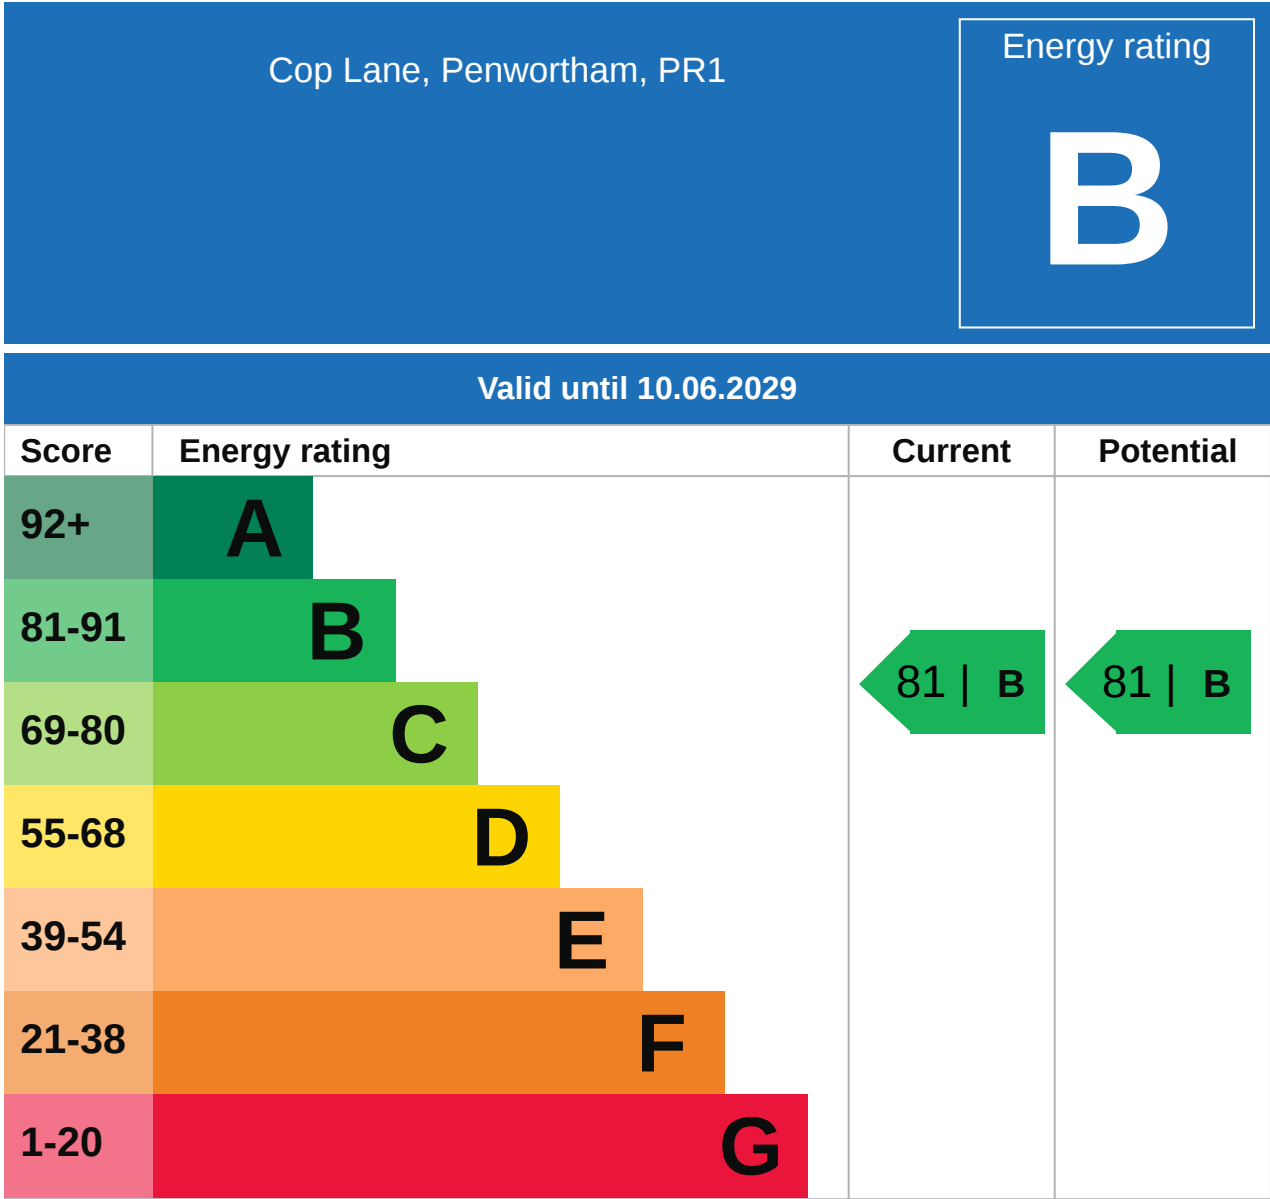 Cop Lane, Penwortham, PR1
Energy rating
B
Valid until 10.06.2029
Score Energy rating Current Potential
92+ A
81-91 B
81 | B 81 | B
69-80 C
55-68 D
39-54 E
21-38 F
1-20 G